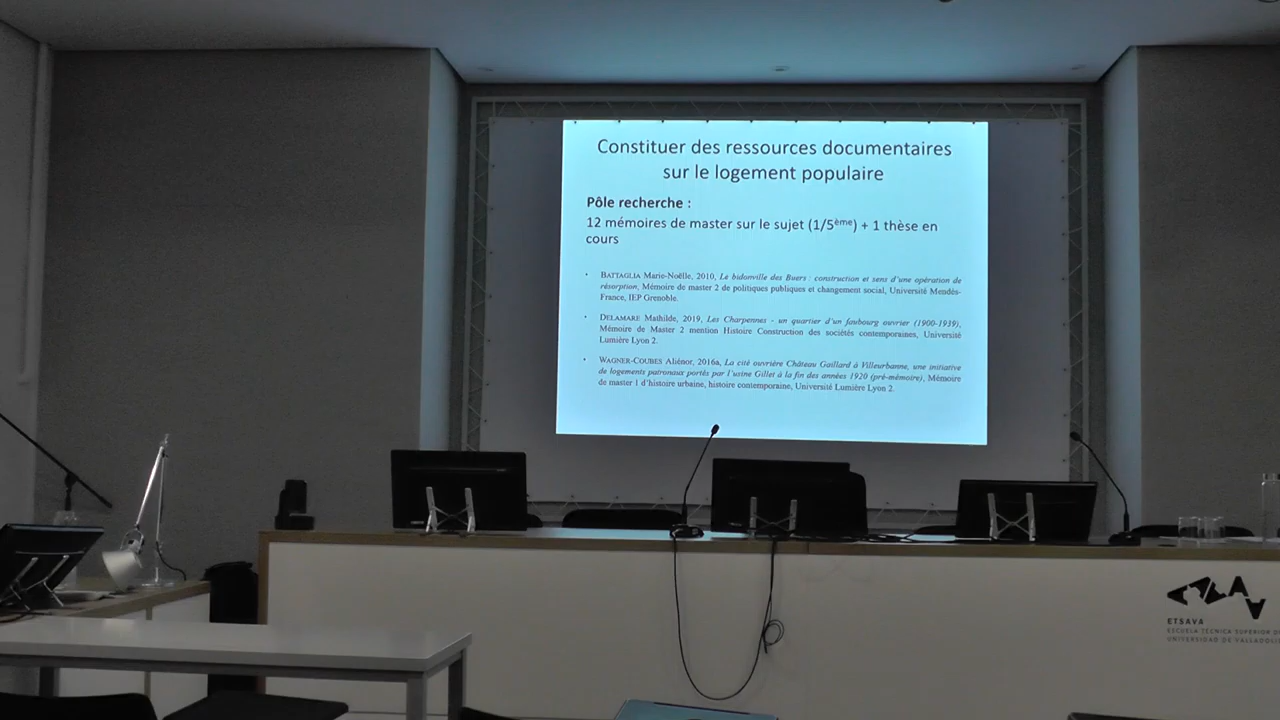 Constituer des ressources documentaires
sur le logement populaire
Pôle recherche :
12 mémoires de master sur le sujet (1/5ème) + 1 thèse en
cours
• BATTAGLIA Marie-Noëlle, 2010, Le bidonville des Buers : construction et sens d'une opération de
résorption, Mémoire de master 2 de politiques publiques et changement social, Université Mendès-
France, IEP Grenoble.
• DELAMARE Mathilde, 2019, Les Charpennes - un quartier d'un faubourg ouvrier (1900-1939),
Mémoire de Master 2 mention Histoire Construction des sociétés contemporaines, Université
Lumière Lyon 2.
• WAGNER-COUBES Aliénor, 2016a, La cité ouvrière Château Gaillard à Villeurbanne, une initiative
de logements patronaux portés par l'usine Gillet à la fin des années 1920 (pré-mémoire), Mémoire
de master 1 d'histoire urbaine, histoire contemporaine, Université Lumière Lyon 2.
ETSAVA
ESCUELA TÉCNICA SUPERIOR DE
UNIVERSIDAD DE VALLADOLI